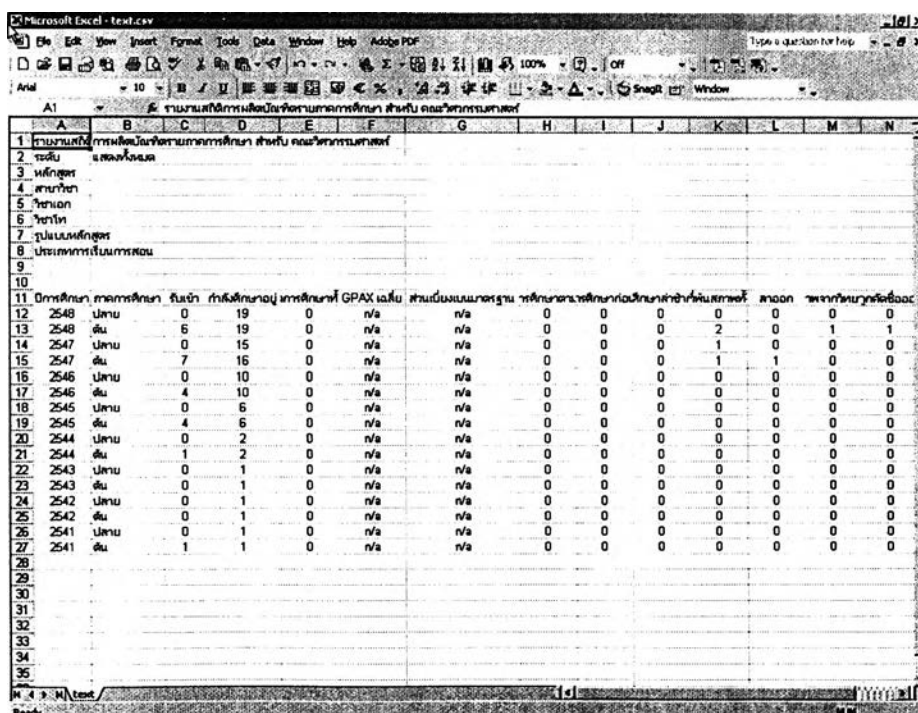 Microsoft Excel - text.csv
File Edit View Insert Format Tools Data Window Help Adobe PDF Type a question for help
100% Off
Arial 10 B I U SnagIt Window
A1 รายงานสถิติการผลิตบัณฑิตรายภาคการศึกษา สำหรับ คณะวิศวกรรมศาสตร์
A B C D E F G H I J K L M N
1 รายงานสถิติ การผลิตบัณฑิตรายภาคการศึกษา สำหรับ คณะวิศวกรรมศาสตร์
2 ระดับ แสดงทั้งหมด
3 หลักสูตร
4 สาขาวิชา
5 วิชาเอก
6 วิชาโท
7 รูปแบบหลักสูตร
8 ประเภทการเรียนการสอน
9
10
11 ปีการศึกษา ภาคการศึกษา รับเข้า กำลังศึกษาอยู่ GPAX เฉลี่ย ส่วนเบี่ยงเบนมาตรฐาน ลาออก
12 2548 ปลาย 0 19 0 n/a n/a 0 0 0 0 0 0 0
13 2548 ต้น 6 19 0 n/a n/a 0 0 0 2 0 1 1
14 2547 ปลาย 0 15 0 n/a n/a 0 0 0 1 0 0 0
15 2547 ต้น 7 16 0 n/a n/a 0 0 0 1 1 0 0
16 2546 ปลาย 0 10 0 n/a n/a 0 0 0 0 0 0 0
17 2546 ต้น 4 10 0 n/a n/a 0 0 0 0 0 0 0
18 2545 ปลาย 0 6 0 n/a n/a 0 0 0 0 0 0 0
19 2545 ต้น 4 6 0 n/a n/a 0 0 0 0 0 0 0
20 2544 ปลาย 0 2 0 n/a n/a 0 0 0 0 0 0 0
21 2544 ต้น 1 2 0 n/a n/a 0 0 0 0 0 0 0
22 2543 ปลาย 0 1 0 n/a n/a 0 0 0 0 0 0 0
23 2543 ต้น 0 1 0 n/a n/a 0 0 0 0 0 0 0
24 2542 ปลาย 0 1 0 n/a n/a 0 0 0 0 0 0 0
25 2542 ต้น 0 1 0 n/a n/a 0 0 0 0 0 0 0
26 2541 ปลาย 0 1 0 n/a n/a 0 0 0 0 0 0 0
27 2541 ต้น 1 1 0 n/a n/a 0 0 0 0 0 0 0
28
29
30
31
32
33
34
35
text